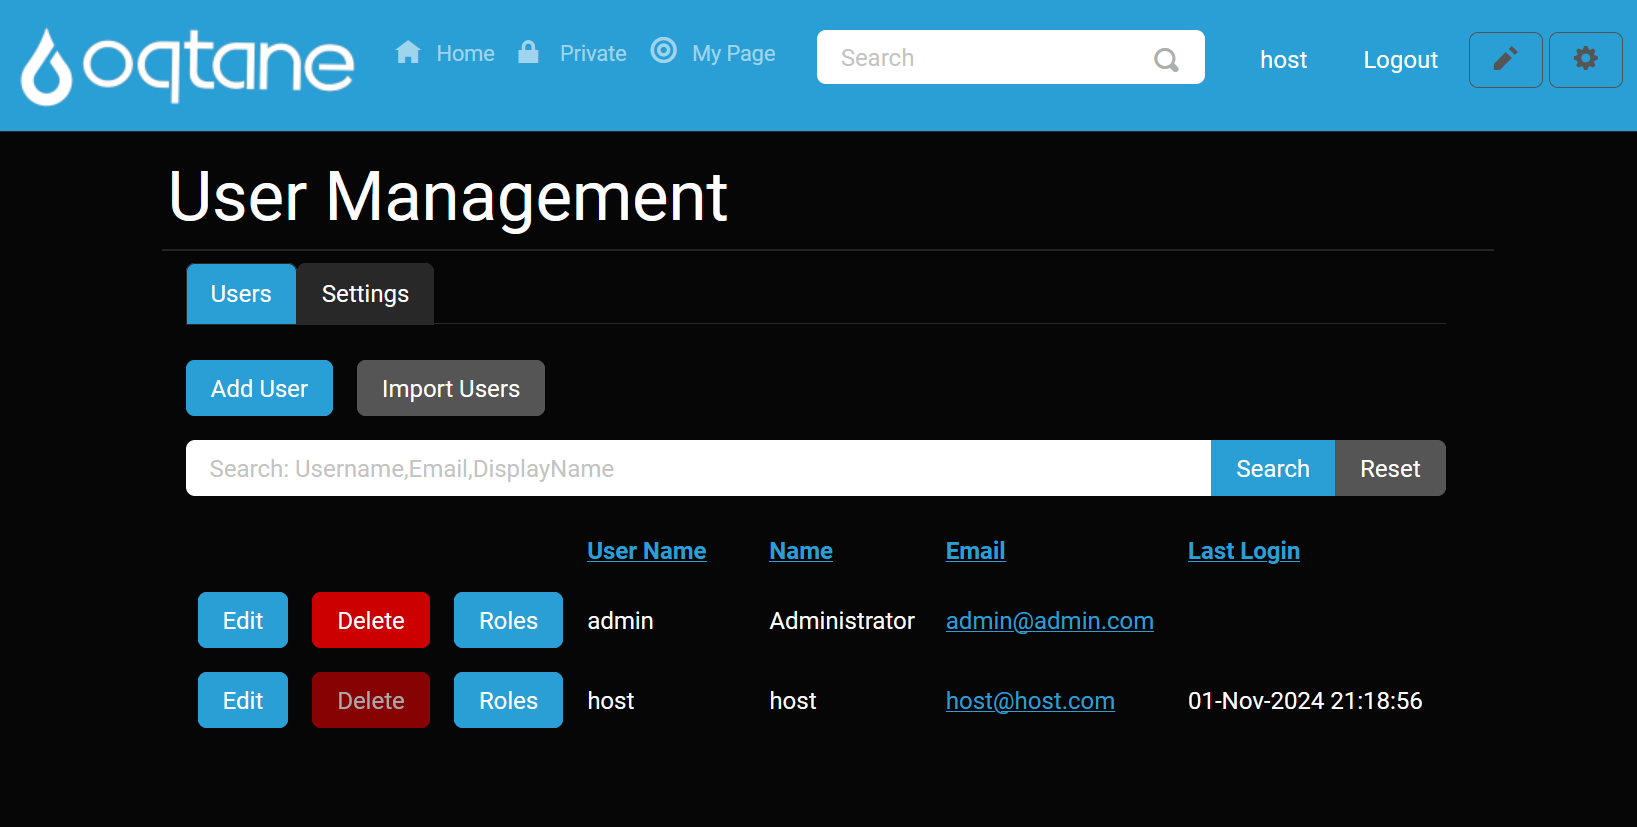 oqtane Home Private My Page Search host Logout
User Management
Users Settings
Add User Import Users
Search: Username,Email,DisplayName Search Reset
User Name Name Email Last Login
Edit Delete Roles admin Administrator admin@admin.com
Edit Delete Roles host host host@host.com 01-Nov-2024 21:18:56